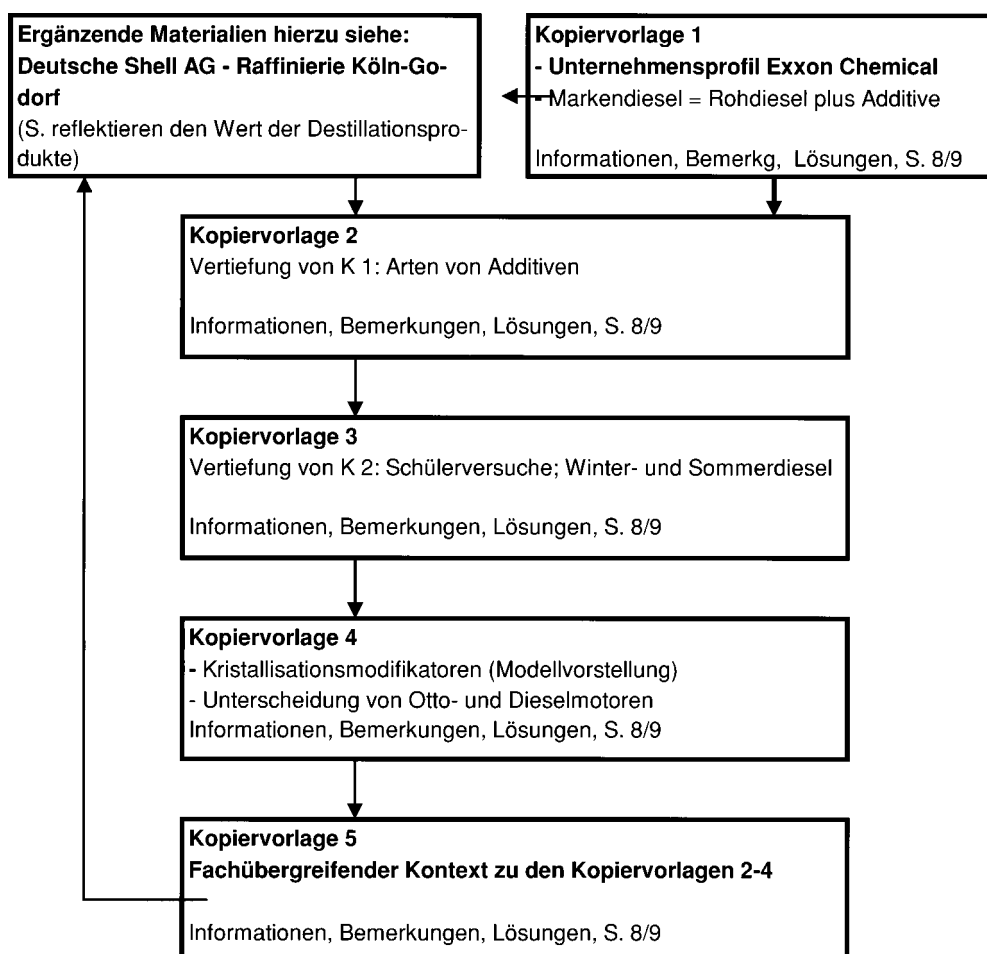 Ergänzende Materialien hierzu siehe:
Deutsche Shell AG - Raffinierie Köln-Go-
dorf
(S. reflektieren den Wert der Destillationspro-
dukte)
Kopiervorlage 1
- Unternehmensprofil Exxon Chemical
- Markendiesel = Rohdiesel plus Additive
Informationen, Bemerkg, Lösungen, S. 8/9
Kopiervorlage 2
Vertiefung von K 1: Arten von Additiven
Informationen, Bemerkungen, Lösungen, S. 8/9
Kopiervorlage 3
Vertiefung von K 2: Schülerversuche; Winter- und Sommerdiesel
Informationen, Bemerkungen, Lösungen, S. 8/9
Kopiervorlage 4
- Kristallisationsmodifikatoren (Modellvorstellung)
- Unterscheidung von Otto- und Dieselmotoren
Informationen, Bemerkungen, Lösungen, S. 8/9
Kopiervorlage 5
Fachübergreifender Kontext zu den Kopiervorlagen 2-4
Informationen, Bemerkungen, Lösungen, S. 8/9